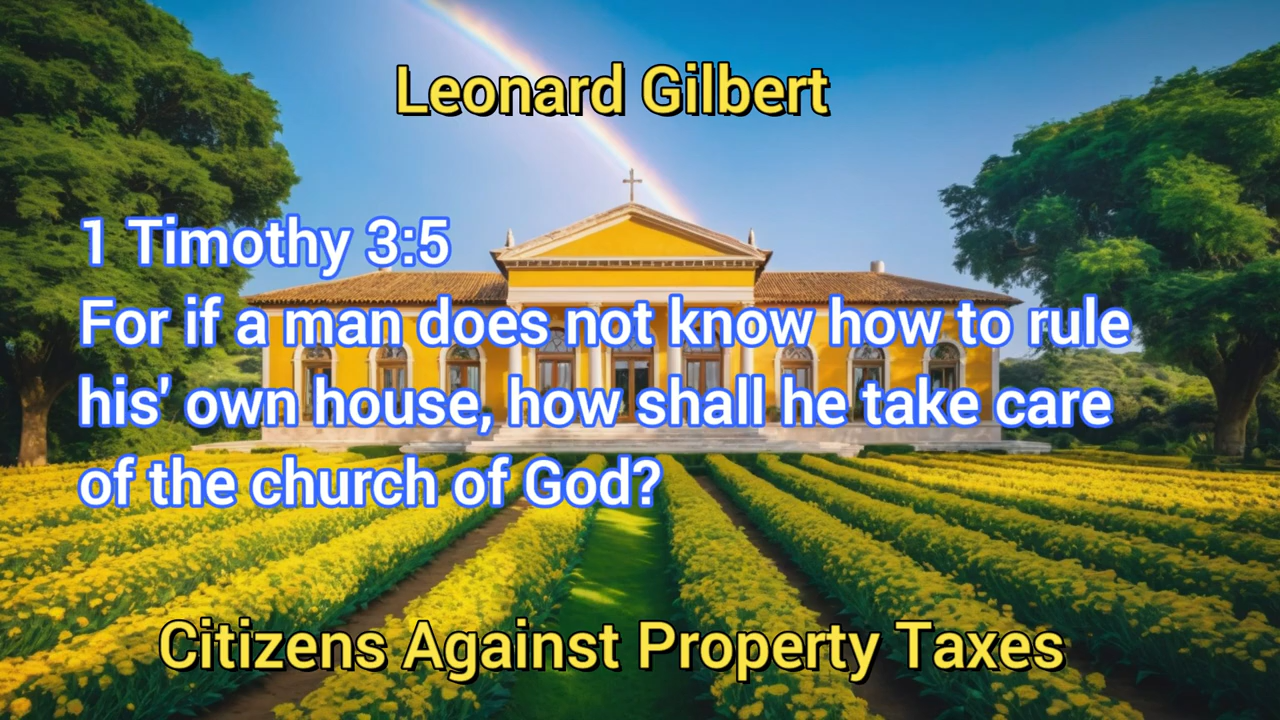 Leonard Gilbert
1 Timothy 3:5
For if a man does not know how to rule
his' own house, how shall he take care
of the church of God?
Citizens Against Property Taxes